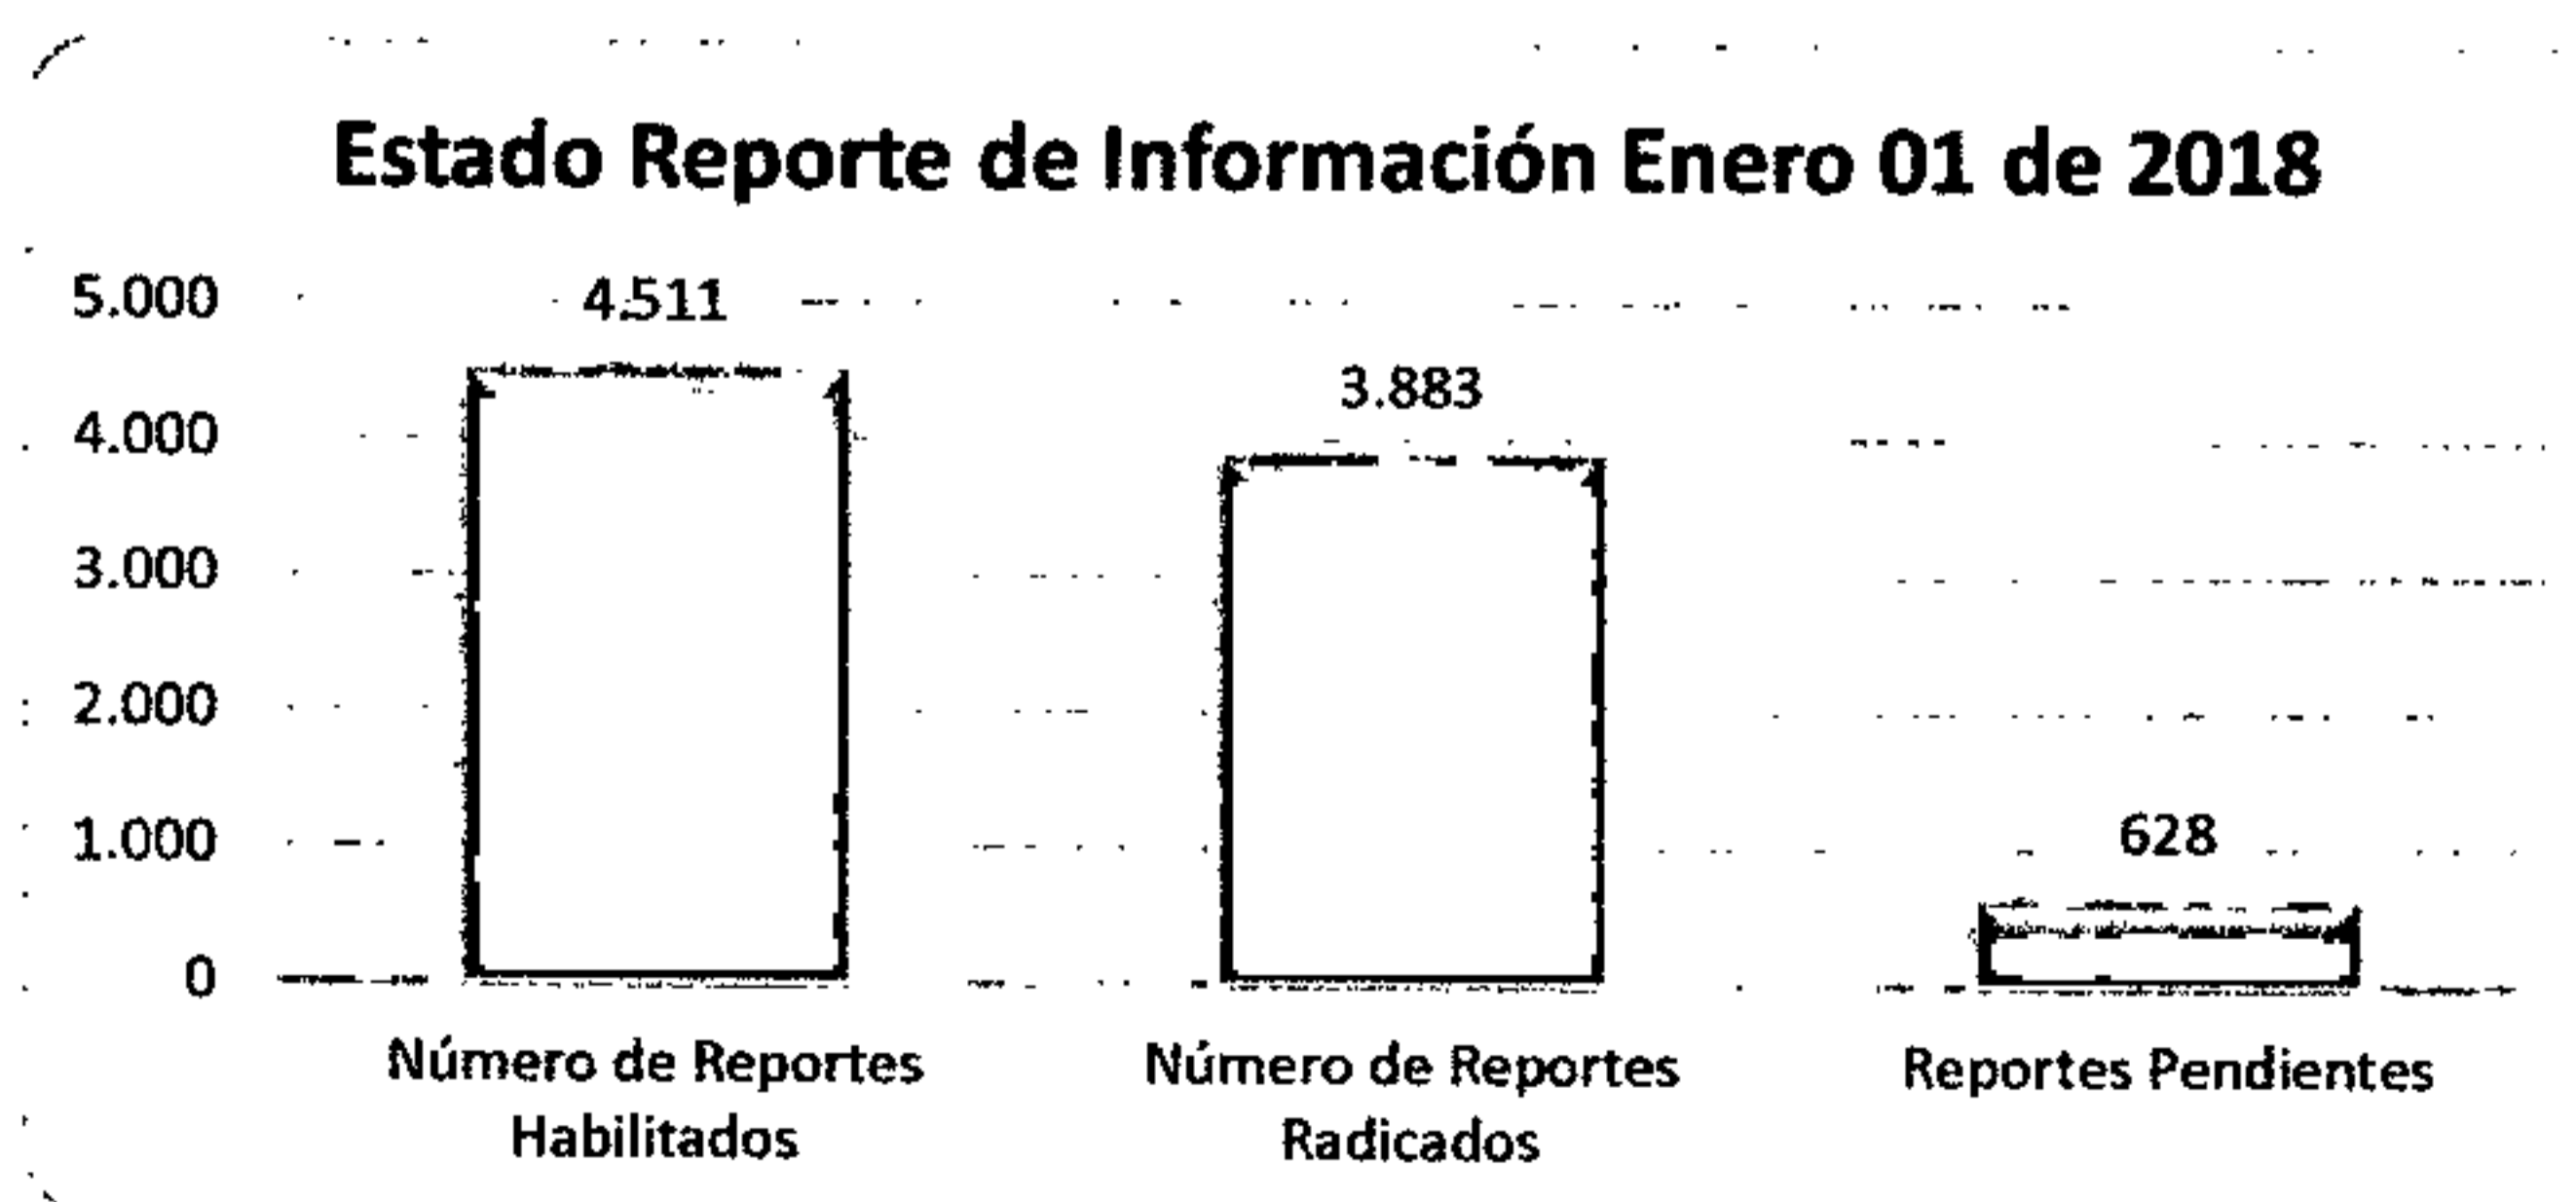 Estado Reporte de Información Enero 01 de 2018
5.000
4.511
3.883
4.000
3.000
2.000
1.000
628
0
Número de Reportes
Habilitados
Número de Reportes
Radicados
Reportes Pendientes